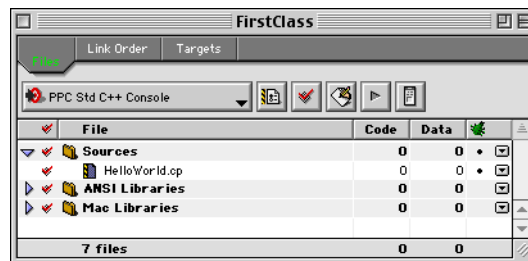 FirstClass
Files Link Order Targets
PPC Std C++ Console
File Code Data
Sources 0 0
HelloWorld.cp 0 0
ANSI Libraries 0 0
Mac Libraries 0 0
7 files 0 0